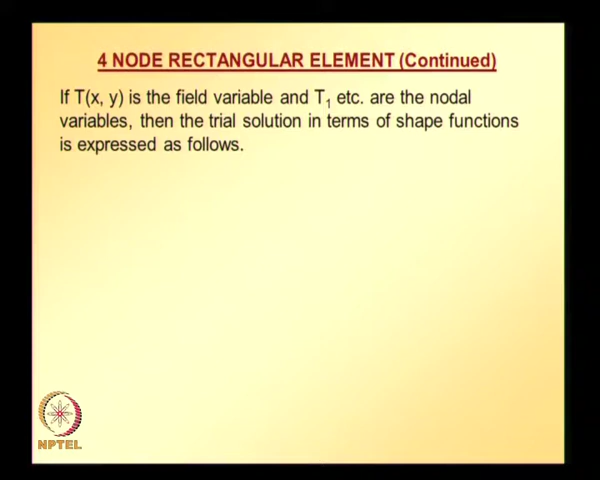 4 NODE RECTANGULAR ELEMENT (Continued)
If T(x, y) is the field variable and T₁ etc. are the nodal
variables, then the trial solution in terms of shape functions
is expressed as follows.
NPTEL